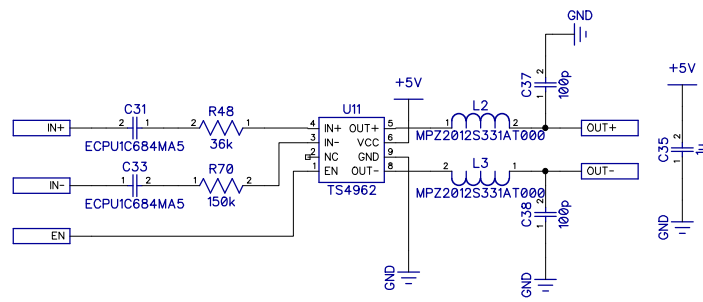 GND
C37
2
1
100p
+5V
+5V
C31
R48
U11
L2
IN+
2
1
2
1
4
IN+
OUT+
5
1
2
OUT+
ECPU1C684MA5
36k
3
IN-
VCC
6
MPZ2012S331AT000
2
NC
GND
9
C33
R70
1
EN
OUT-
8
L3
2
1
OUT-
IN-
1
2
1
2
TS4962
MPZ2012S331AT000
ECPU1C684MA5
150k
C35
2
1
C38
2
1
100p
EN
GND
GND
GND